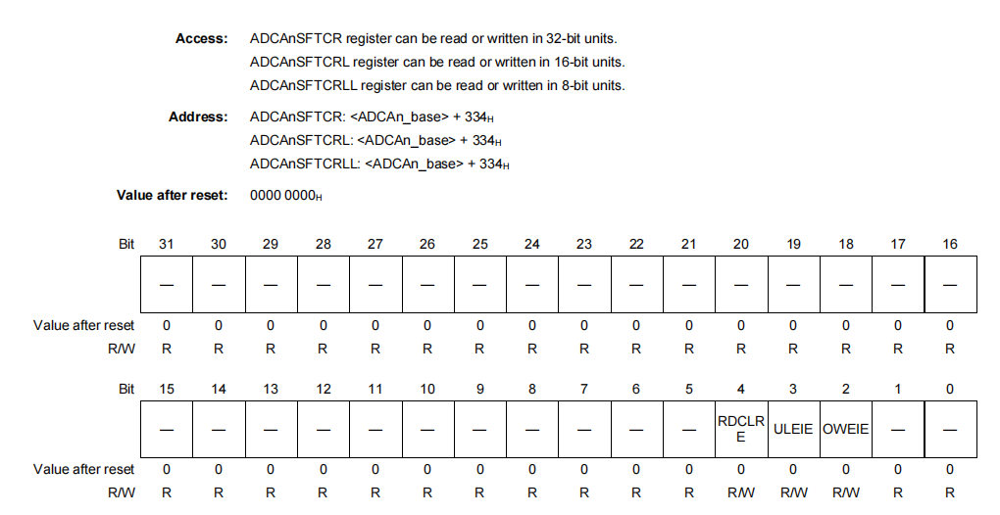 Access: ADCAnSFTCR register can be read or written in 32-bit units.
ADCAnSFTCRL register can be read or written in 16-bit units.
ADCAnSFTCRLL register can be read or written in 8-bit units.
Address: ADCAnSFTCR: <ADCAn_base> + 334H
ADCAnSFTCRL: <ADCAn_base> + 334H
ADCAnSFTCRLL: <ADCAn_base> + 334H
Value after reset: 0000 0000H
Bit 31 30 29 28 27 26 25 24 23 22 21 20 19 18 17 16
— — — — — — — — — — — — — — — —
Value after reset 0 0 0 0 0 0 0 0 0 0 0 0 0 0 0 0
R/W R R R R R R R R R R R R R R R R
Bit 15 14 13 12 11 10 9 8 7 6 5 4 3 2 1 0
— — — — — — — — — — — RDCLR
E ULEIE OWEIE — —
Value after reset 0 0 0 0 0 0 0 0 0 0 0 0 0 0 0 0
R/W R R R R R R R R R R R R/W R/W R/W R R